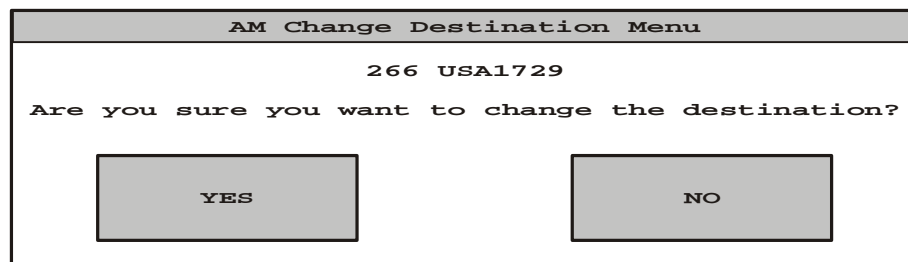 AM Change Destination Menu
266 USA1729
Are you sure you want to change the destination?
YES NO